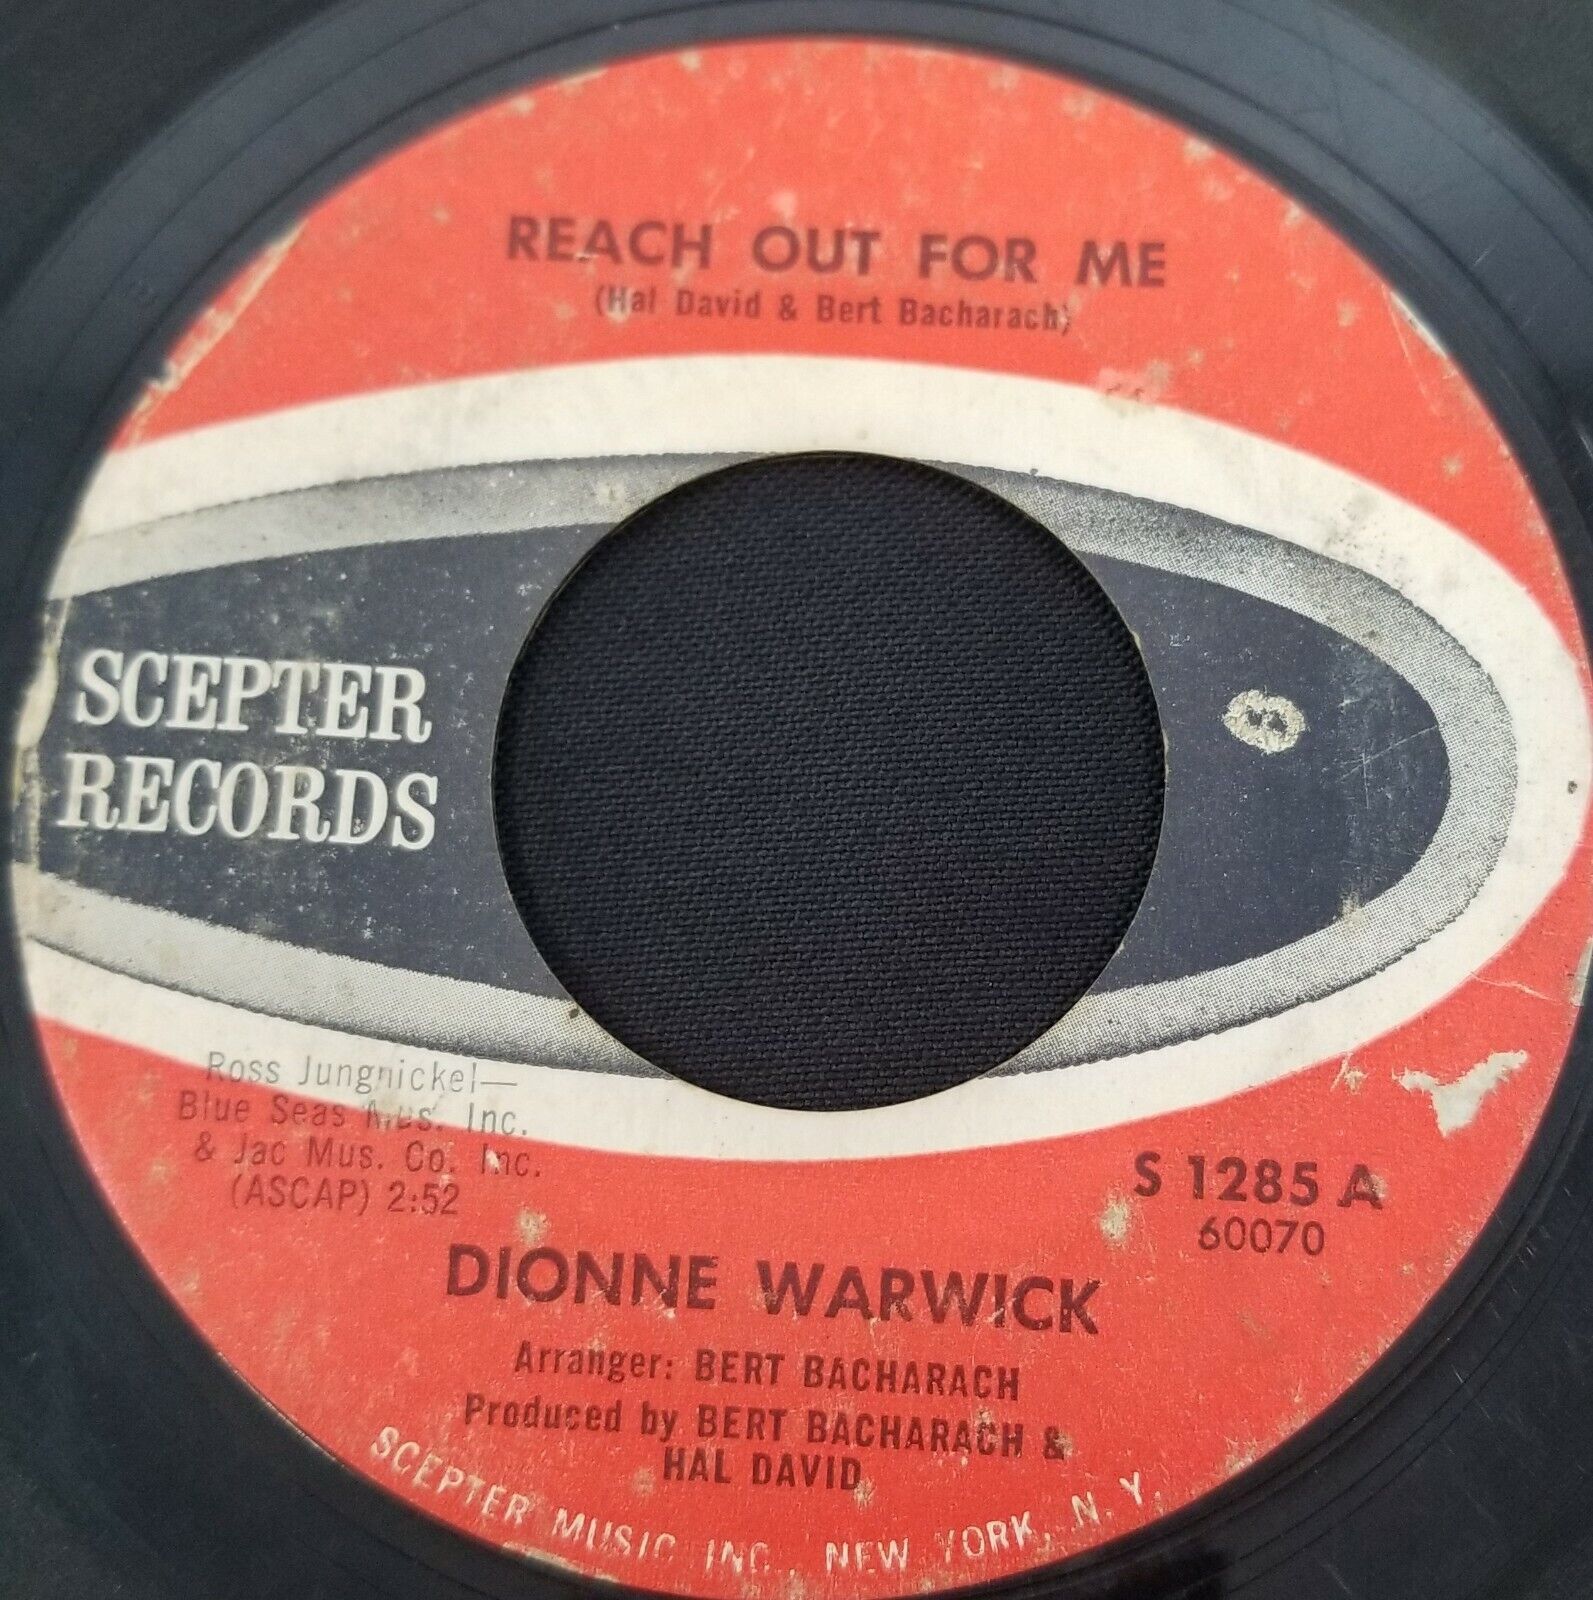 REACH OUT FOR ME
(Hal David & Bert Bacharach)
SCEPTER
RECORDS
Ross Jungnickel—
Blue Seas Mus. Inc.
& Jac Mus. Co. Inc.
(ASCAP) 2:52
S 1285 A
60070
DIONNE WARWICK
Arranger: BERT BACHARACH
Produced by BERT BACHARACH &
HAL DAVID
SCEPTER MUSIC INC., NEW YORK, N. Y.